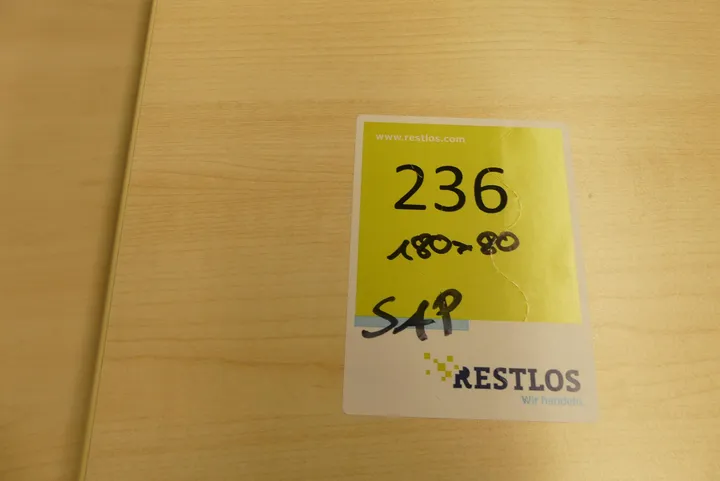 www.restlos.com
236
180x80
SAP
RESTLOS
Wir handeln.